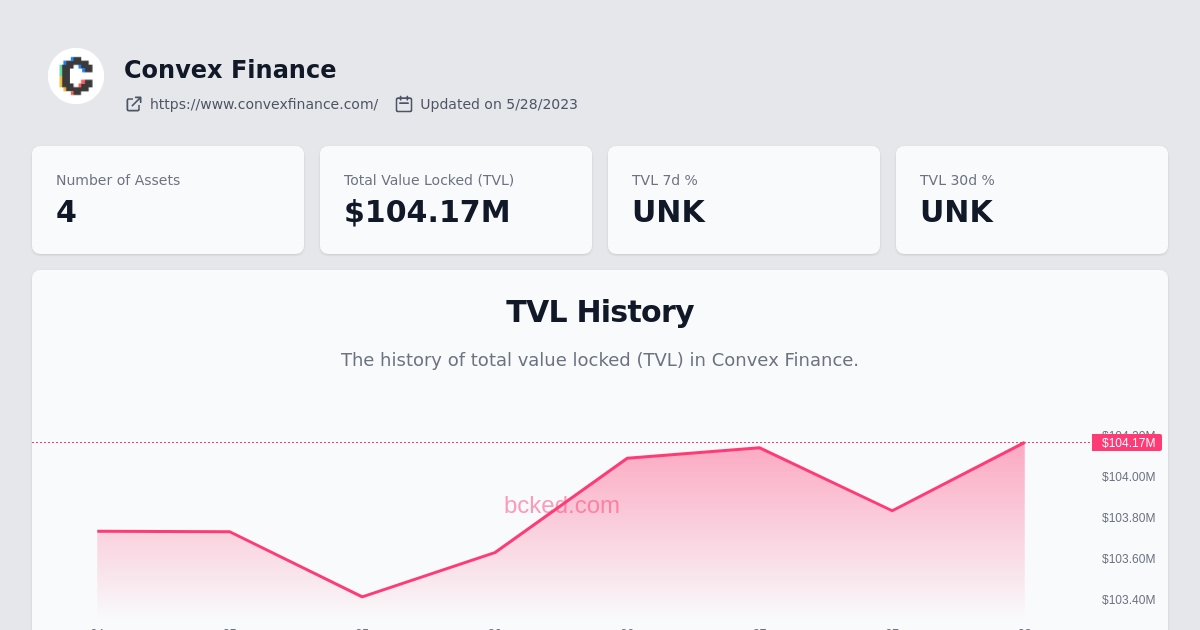 Convex Finance
https://www.convexfinance.com/
Updated on 5/28/2023
Number of Assets
4
Total Value Locked (TVL)
$104.17M
TVL 7d %
UNK
TVL 30d %
UNK
TVL History
The history of total value locked (TVL) in Convex Finance.
$104.17M
$104.00M
bcked.com
$103.80M
$103.60M
$103.40M